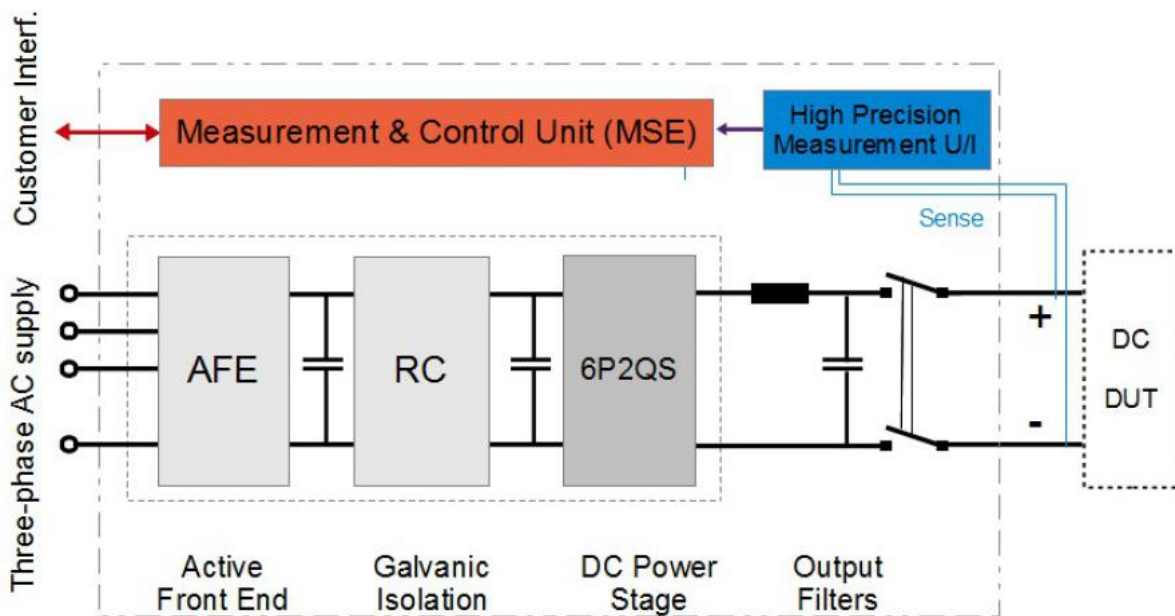 Customer Interf.
Three-phase AC supply
Measurement & Control Unit (MSE)
High Precision
Measurement U/I
Sense
AFE
RC
6P2QS
+
-
DC
DUT
Active
Front End
Galvanic
Isolation
DC Power
Stage
Output
Filters